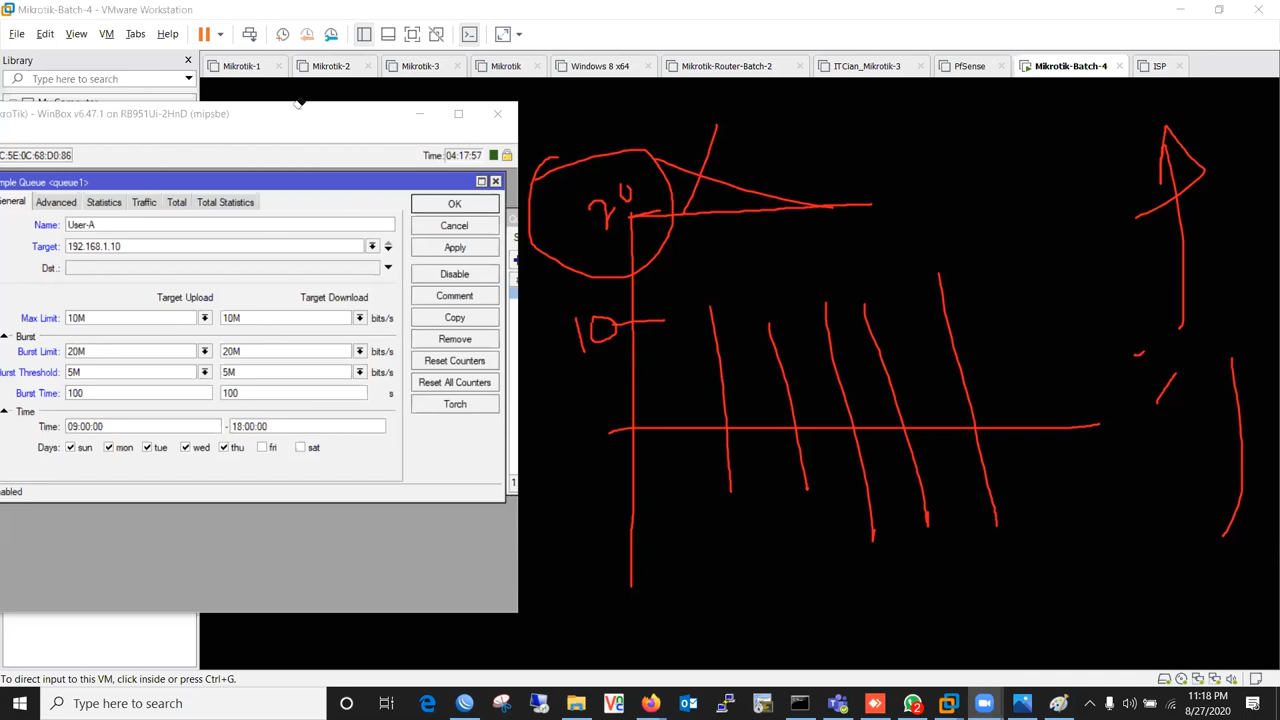 Mikrotik-Batch-4 - VMware Workstation
File Edit View VM Tabs Help
Library
Type here to search
Mikrotik-1 Mikrotik-2 Mikrotik-3 Mikrotik Windows 8 x64 Mikrotik-Router-Batch-2 ITCian_Mikrotik-3 PfSense Mikrotik-Batch-4 ISP
kroTik) - WinBox v6.47.1 on RB951Ui-2HnD (mipsbe)
C:5E:0C:68:D0:86 Time: 04:17:57
mple Queue <queue1>
General Advanced Statistics Traffic Total Total Statistics
Name: User-A
Target: 192.168.1.10
Dst.:
Target Upload Target Download
Max Limit: 10M 10M bits/s
Burst
Burst Limit: 20M 20M bits/s
Burst Threshold: 5M 5M bits/s
Burst Time: 100 100 s
Time
Time: 09:00:00 - 18:00:00
Days: sun mon tue wed thu fri sat
abled
OK
Cancel
Apply
Disable
Comment
Copy
Remove
Reset Counters
Reset All Counters
Torch
1
20
10
To direct input to this VM, click inside or press Ctrl+G.
Type here to search
2
11:18 PM
8/27/2020